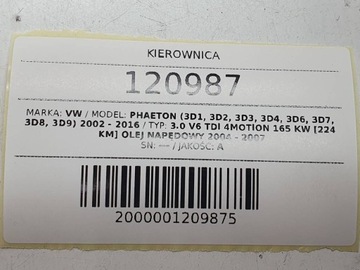 KIEROWNICA
120987
MARKA: VW / MODEL: PHAETON (3D1, 3D2, 3D3, 3D4, 3D6, 3D7,
3D8, 3D9) 2002 - 2016 / TYP: 3.0 V6 TDI 4MOTION 165 KW [224
KM] OLEJ NAPĘDOWY 2004 - 2007
SN: --- / JAKOŚĆ: A
2000001209875